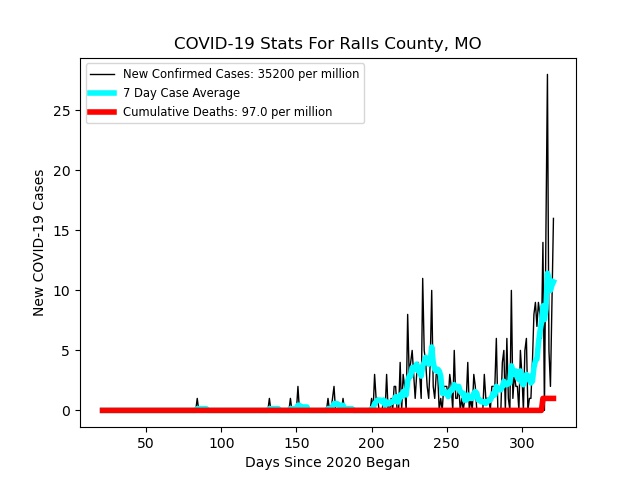 COVID-19 Stats For Ralls County, MO
New Confirmed Cases: 35200 per million
7 Day Case Average
Cumulative Deaths: 97.0 per million
New COVID-19 Cases
25
20
15
10
5
0
50 100 150 200 250 300
Days Since 2020 Began